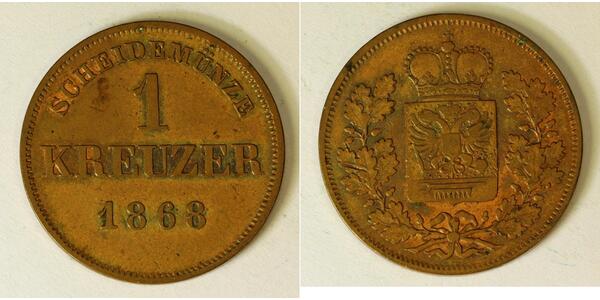 SCHEIDEMÜNZE
1
KREUZER
1868